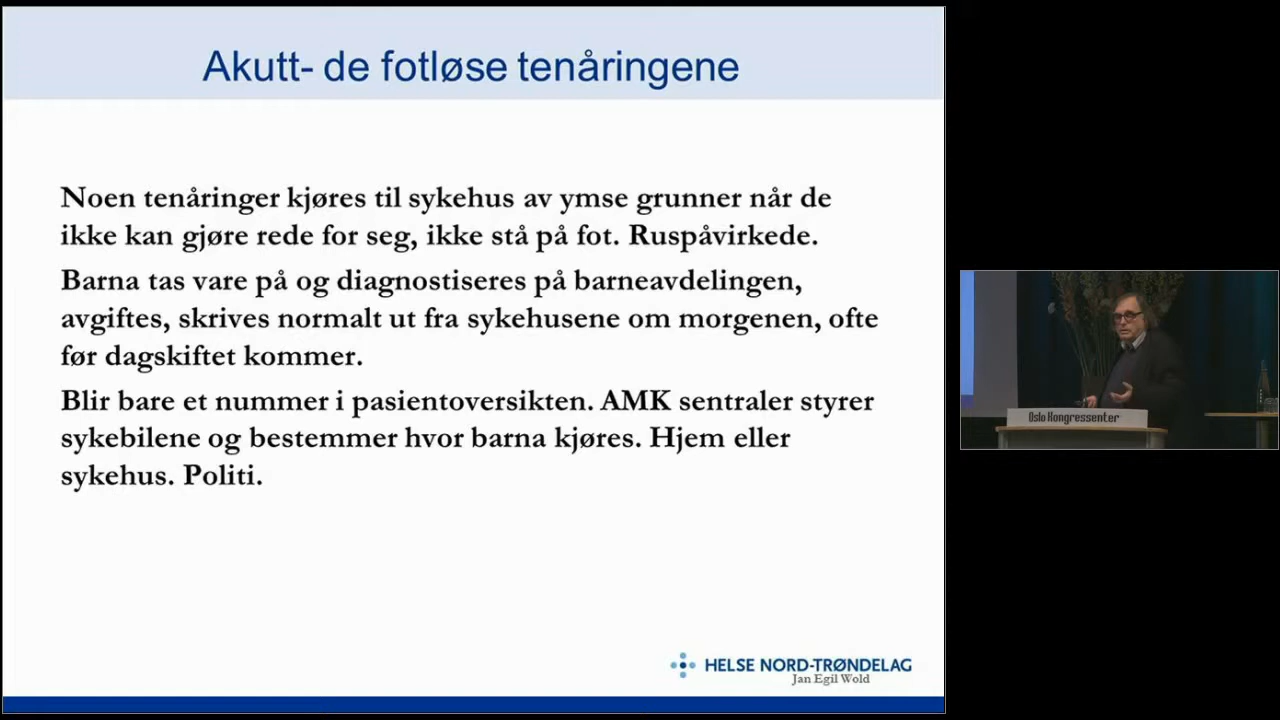 Akutt- de fotløse tenåringene
Noen tenåringer kjøres til sykehus av ymse grunner når de
ikke kan gjøre rede for seg, ikke stå på fot. Ruspåvirkede.
Barna tas vare på og diagnostiseres på barneavdelingen,
avgiftes, skrives normalt ut fra sykehusene om morgenen, ofte
før dagskiftet kommer.
Blir bare et nummer i pasientoversikten. AMK sentraler styrer
sykebilene og bestemmer hvor barna kjøres. Hjem eller
sykehus. Politi.
HELSE NORD-TRØNDELAG
Jan Egil Wold
Oslo Kongressenter